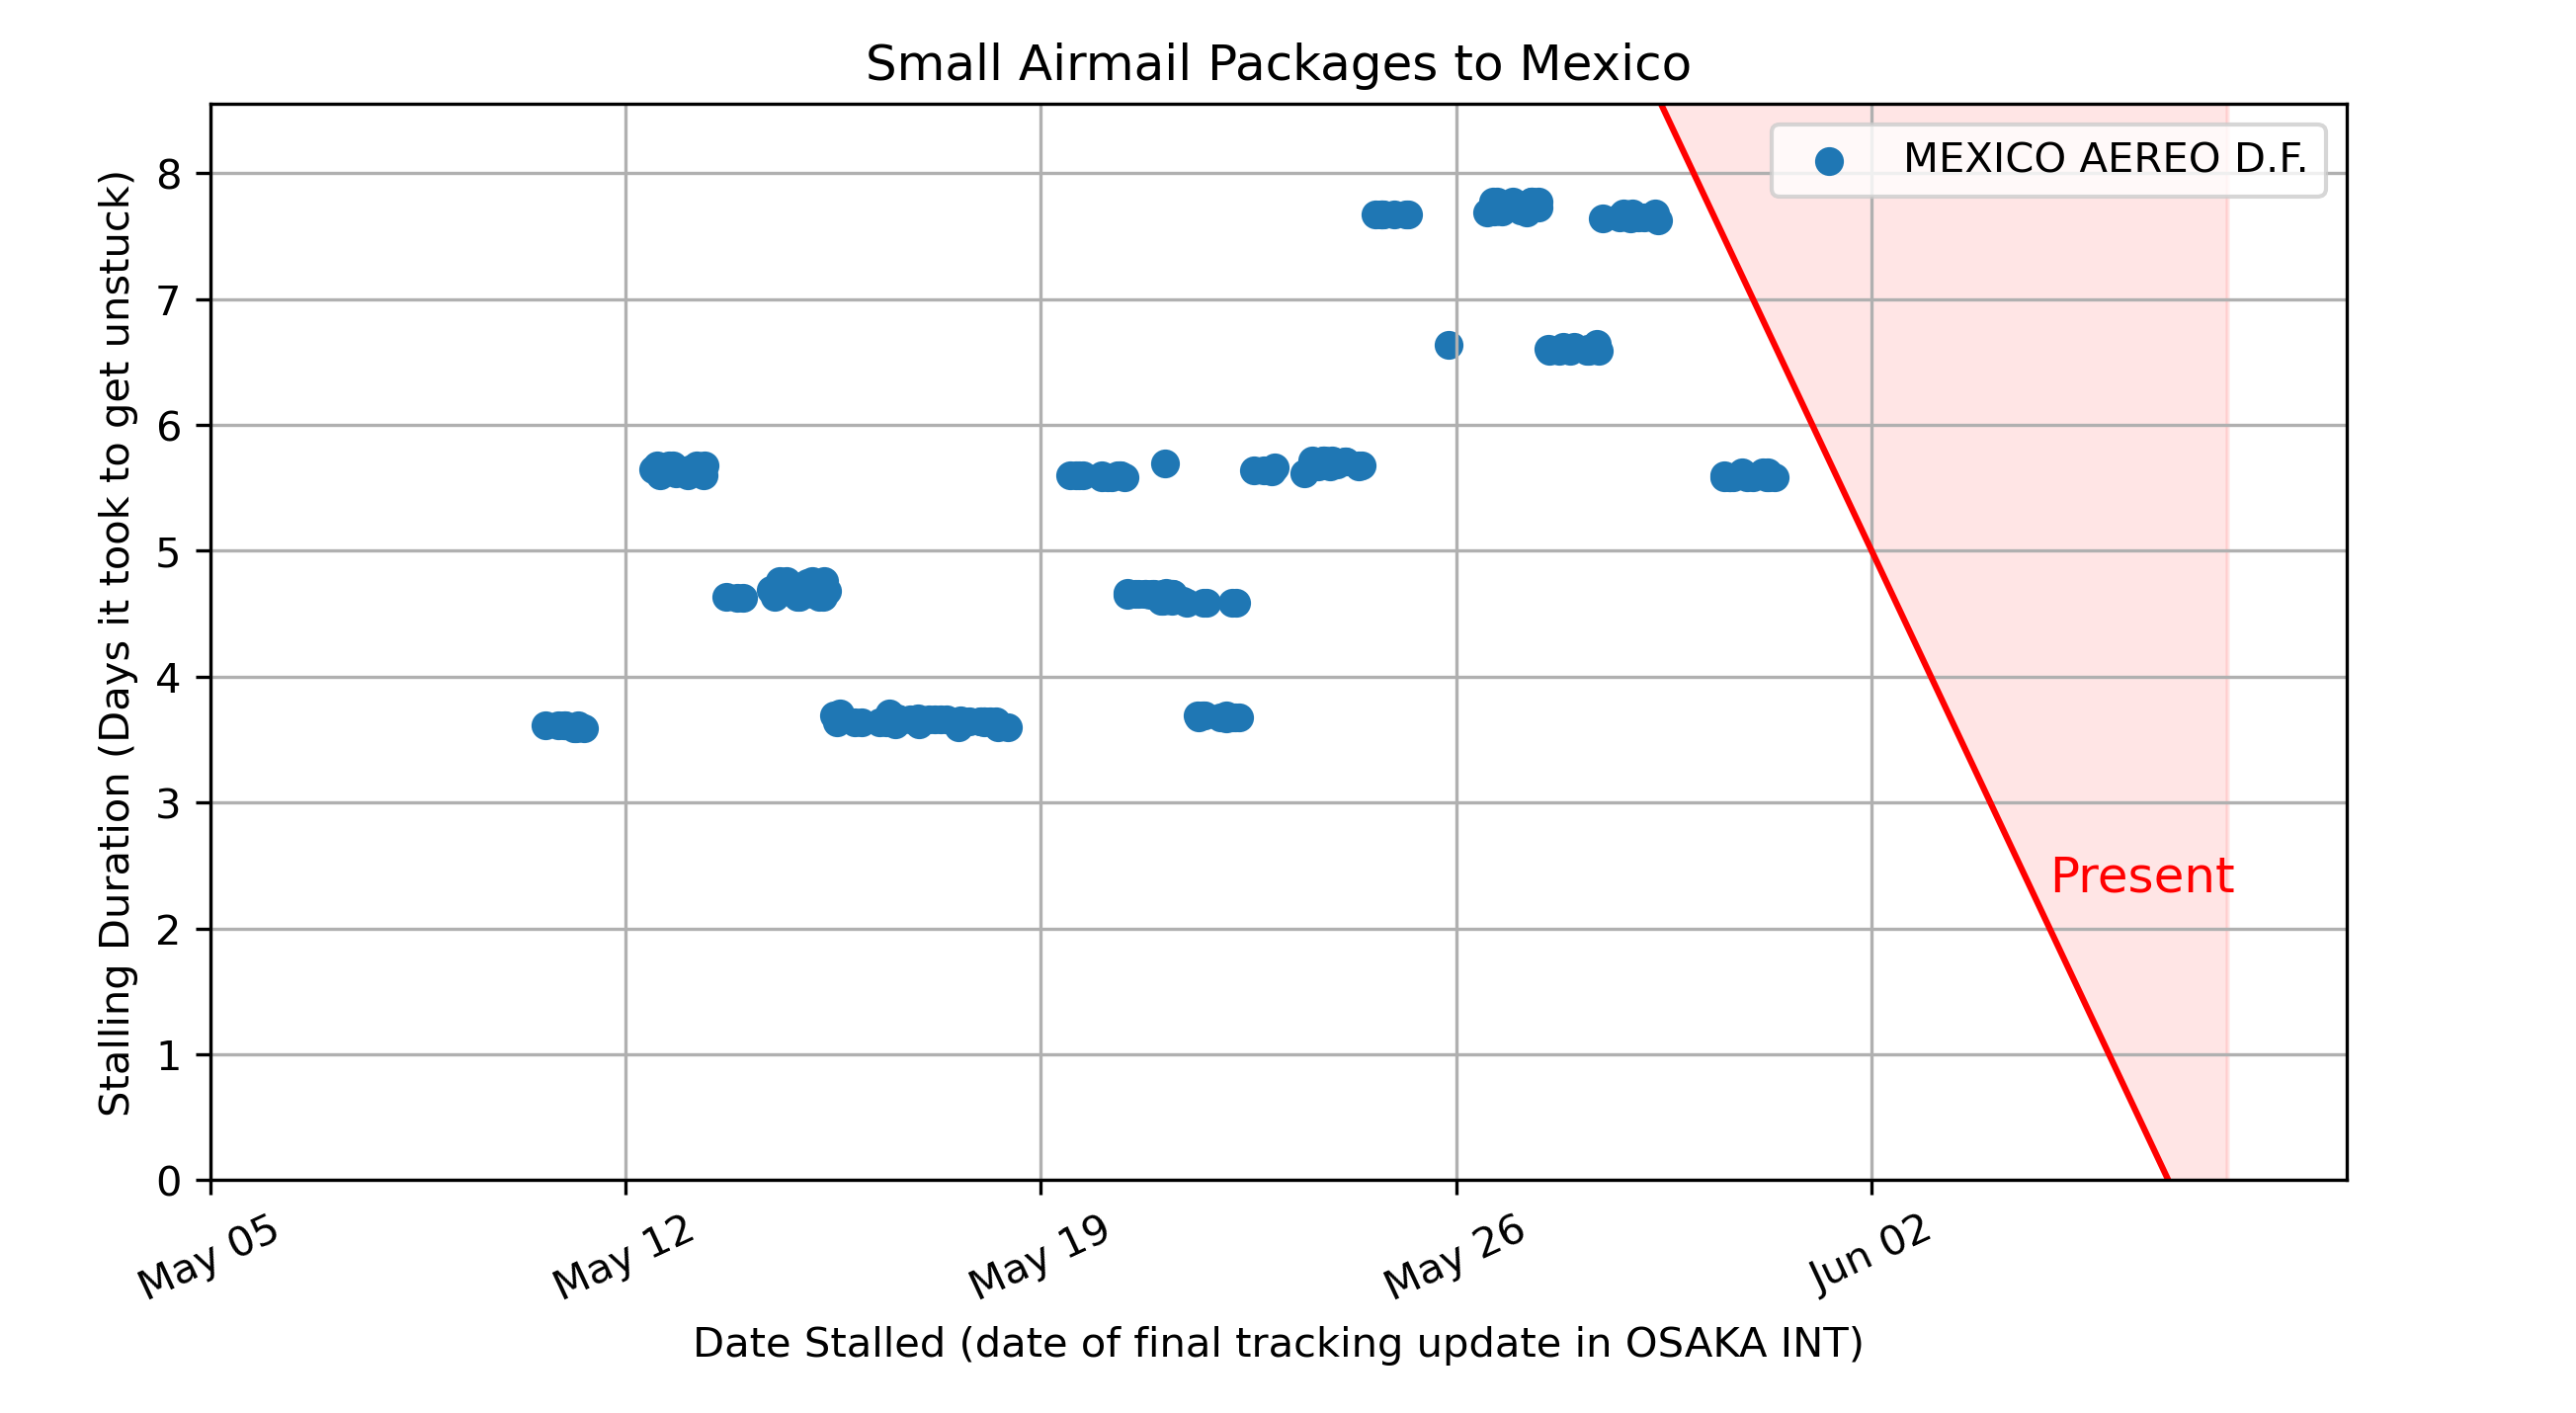 Small Airmail Packages to Mexico
MEXICO AEREO D.F.
Stalling Duration (Days it took to get unstuck)
8
7
6
5
4
3
2
1
0
Present
May 05
May 12
May 19
May 26
Jun 02
Date Stalled (date of final tracking update in OSAKA INT)